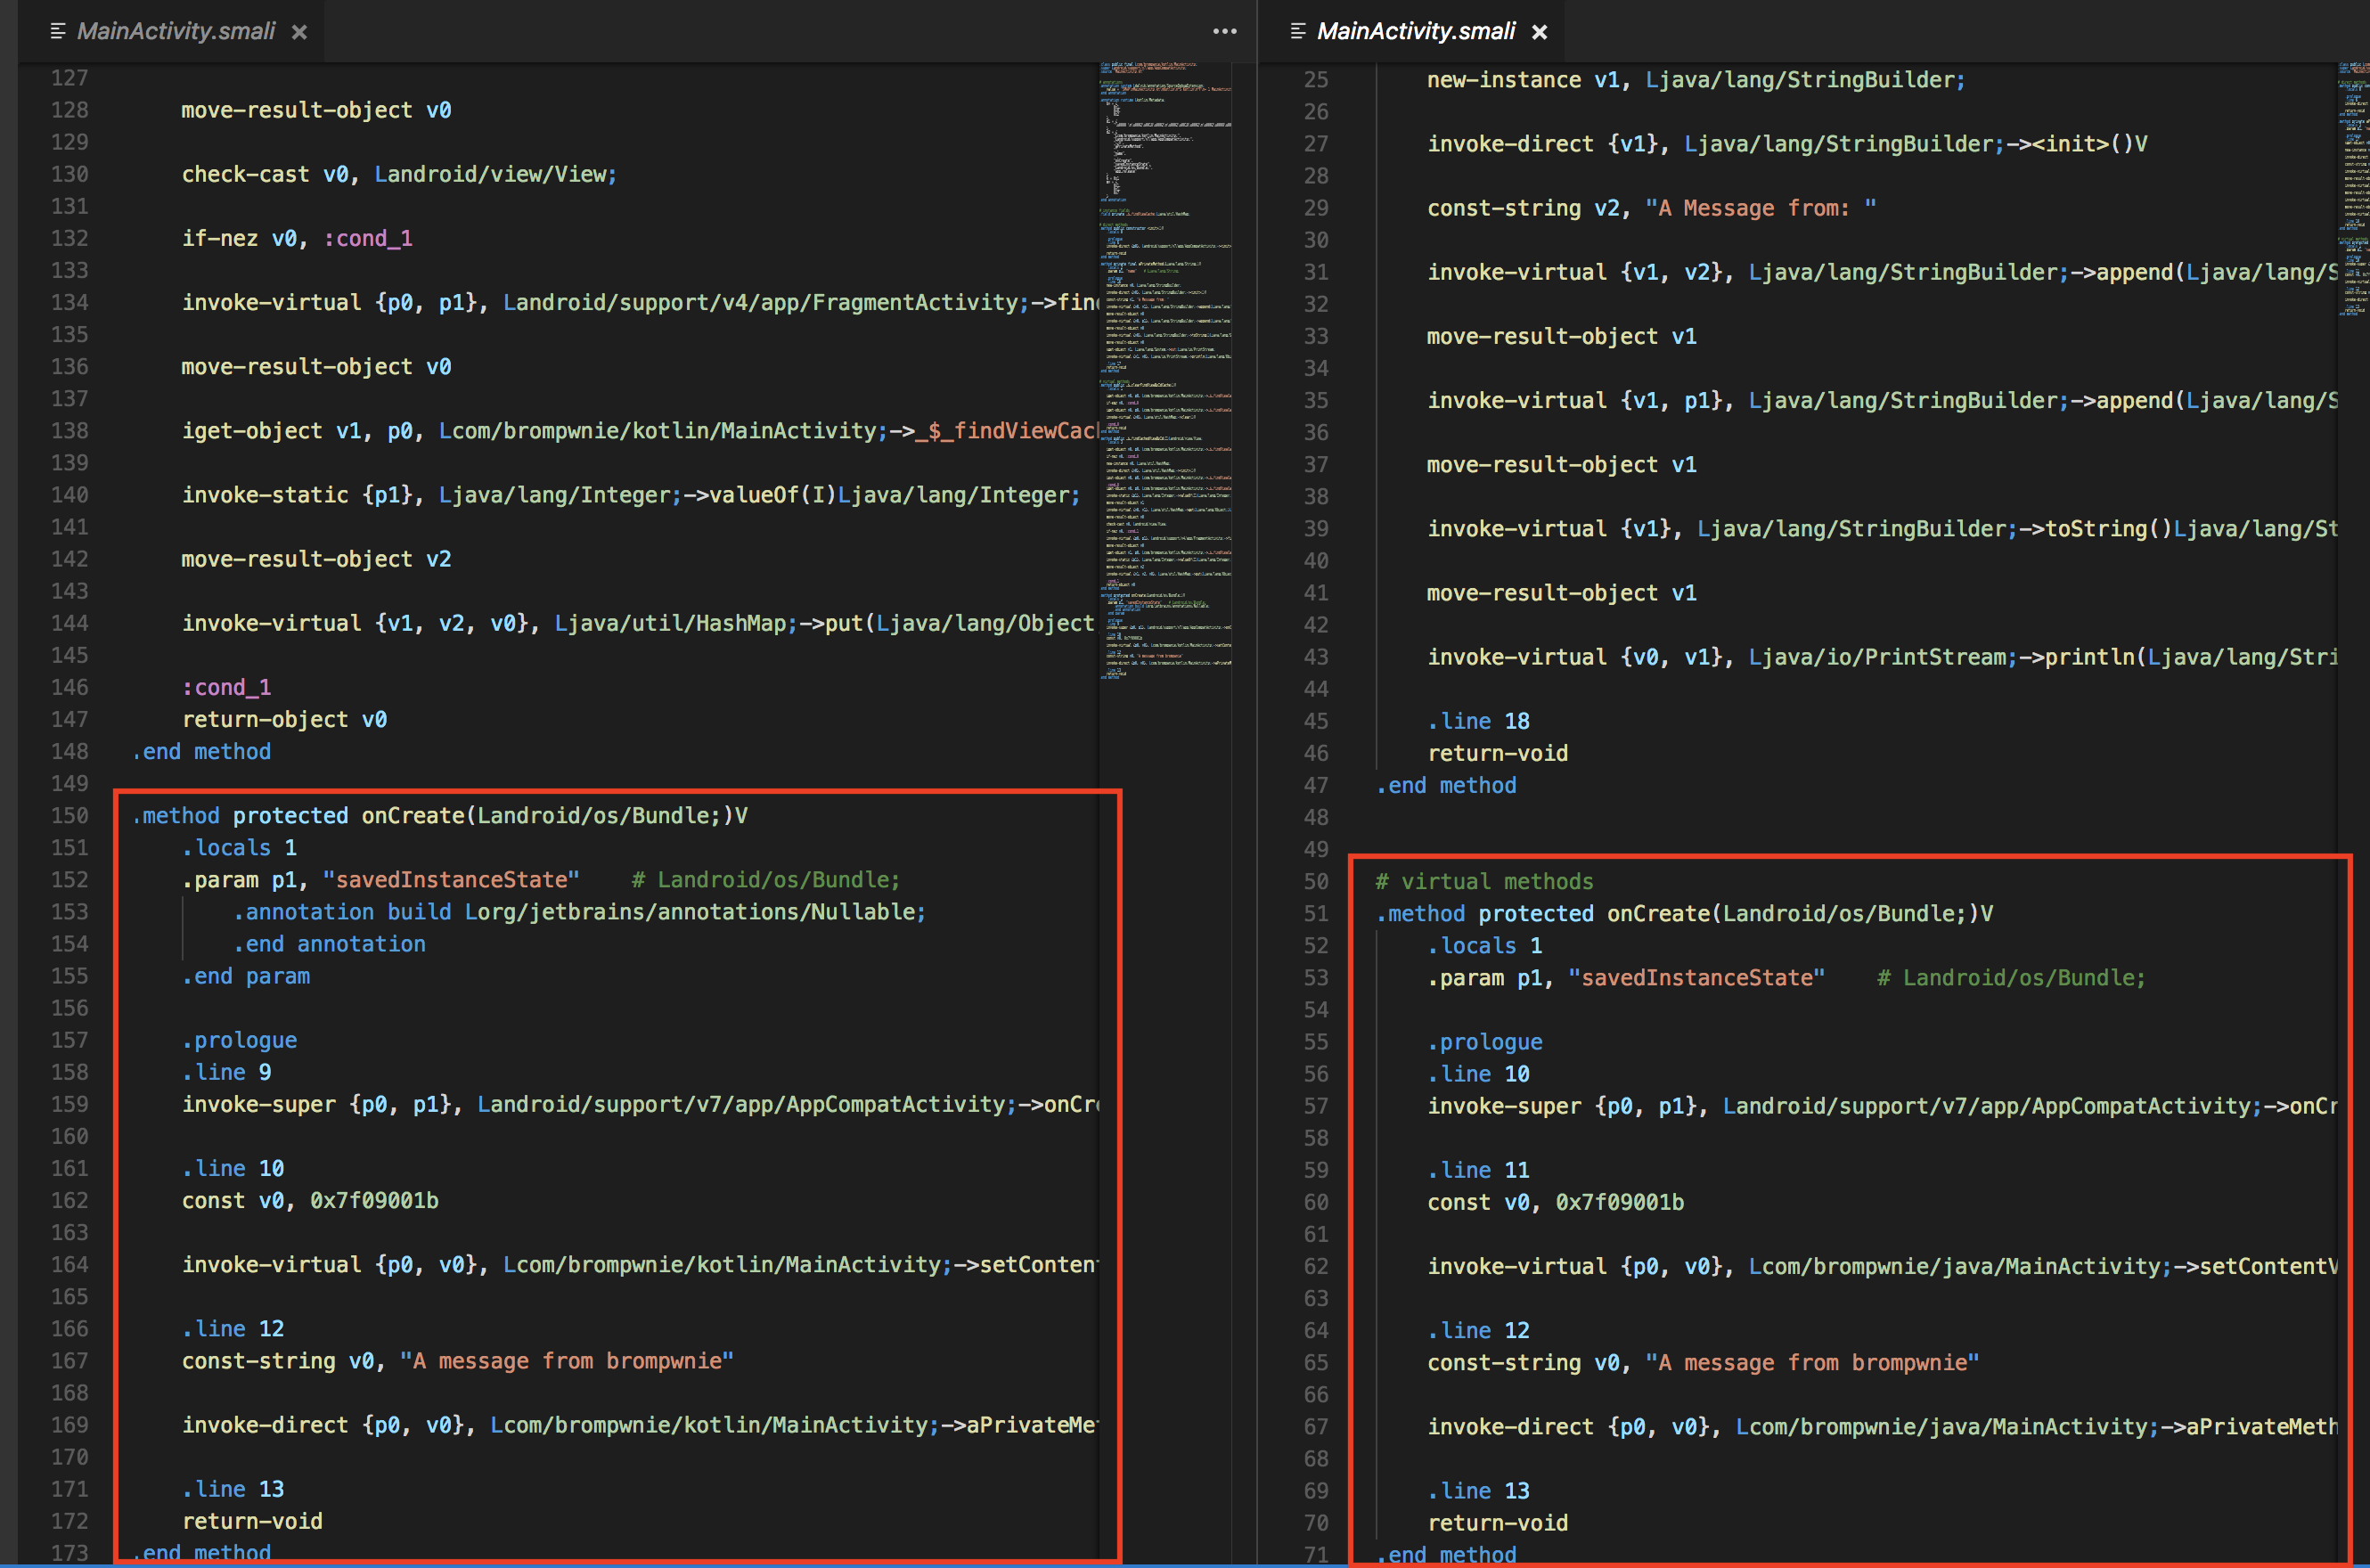 MainActivity.smali
127
128 move-result-object v0
129
130 check-cast v0, Landroid/view/View;
131
132 if-nez v0, :cond_1
133
134 invoke-virtual {p0, p1}, Landroid/support/v4/app/FragmentActivity;->find
135
136 move-result-object v0
137
138 iget-object v1, p0, Lcom/brompwnie/kotlin/MainActivity;->_$_findViewCac
139
140 invoke-static {p1}, Ljava/lang/Integer;->valueOf(I)Ljava/lang/Integer;
141
142 move-result-object v2
143
144 invoke-virtual {v1, v2, v0}, Ljava/util/HashMap;->put(Ljava/lang/Object
145
146 :cond_1
147 return-object v0
148 .end method
149
150 .method protected onCreate(Landroid/os/Bundle;)V
151 .locals 1
152 .param p1, "savedInstanceState" # Landroid/os/Bundle;
153 .annotation build Lorg/jetbrains/annotations/Nullable;
154 .end annotation
155 .end param
156
157 .prologue
158 .line 9
159 invoke-super {p0, p1}, Landroid/support/v7/app/AppCompatActivity;->onCr
160
161 .line 10
162 const v0, 0x7f09001b
163
164 invoke-virtual {p0, v0}, Lcom/brompwnie/kotlin/MainActivity;->setConten
165
166 .line 12
167 const-string v0, "A message from brompwnie"
168
169 invoke-direct {p0, v0}, Lcom/brompwnie/kotlin/MainActivity;->aPrivateMe
170
171 .line 13
172 return-void
173 .end method
MainActivity.smali
25 new-instance v1, Ljava/lang/StringBuilder;
26
27 invoke-direct {v1}, Ljava/lang/StringBuilder;-><init>()V
28
29 const-string v2, "A Message from: "
30
31 invoke-virtual {v1, v2}, Ljava/lang/StringBuilder;->append(Ljava/lang/S
32
33 move-result-object v1
34
35 invoke-virtual {v1, p1}, Ljava/lang/StringBuilder;->append(Ljava/lang/S
36
37 move-result-object v1
38
39 invoke-virtual {v1}, Ljava/lang/StringBuilder;->toString()Ljava/lang/St
40
41 move-result-object v1
42
43 invoke-virtual {v0, v1}, Ljava/io/PrintStream;->println(Ljava/lang/Stri
44
45 .line 18
46 return-void
47 .end method
48
49
50 # virtual methods
51 .method protected onCreate(Landroid/os/Bundle;)V
52 .locals 1
53 .param p1, "savedInstanceState" # Landroid/os/Bundle;
54
55 .prologue
56 .line 10
57 invoke-super {p0, p1}, Landroid/support/v7/app/AppCompatActivity;->onCr
58
59 .line 11
60 const v0, 0x7f09001b
61
62 invoke-virtual {p0, v0}, Lcom/brompwnie/java/MainActivity;->setContentV
63
64 .line 12
65 const-string v0, "A message from brompwnie"
66
67 invoke-direct {p0, v0}, Lcom/brompwnie/java/MainActivity;->aPrivateMeth
68
69 .line 13
70 return-void
71 .end method